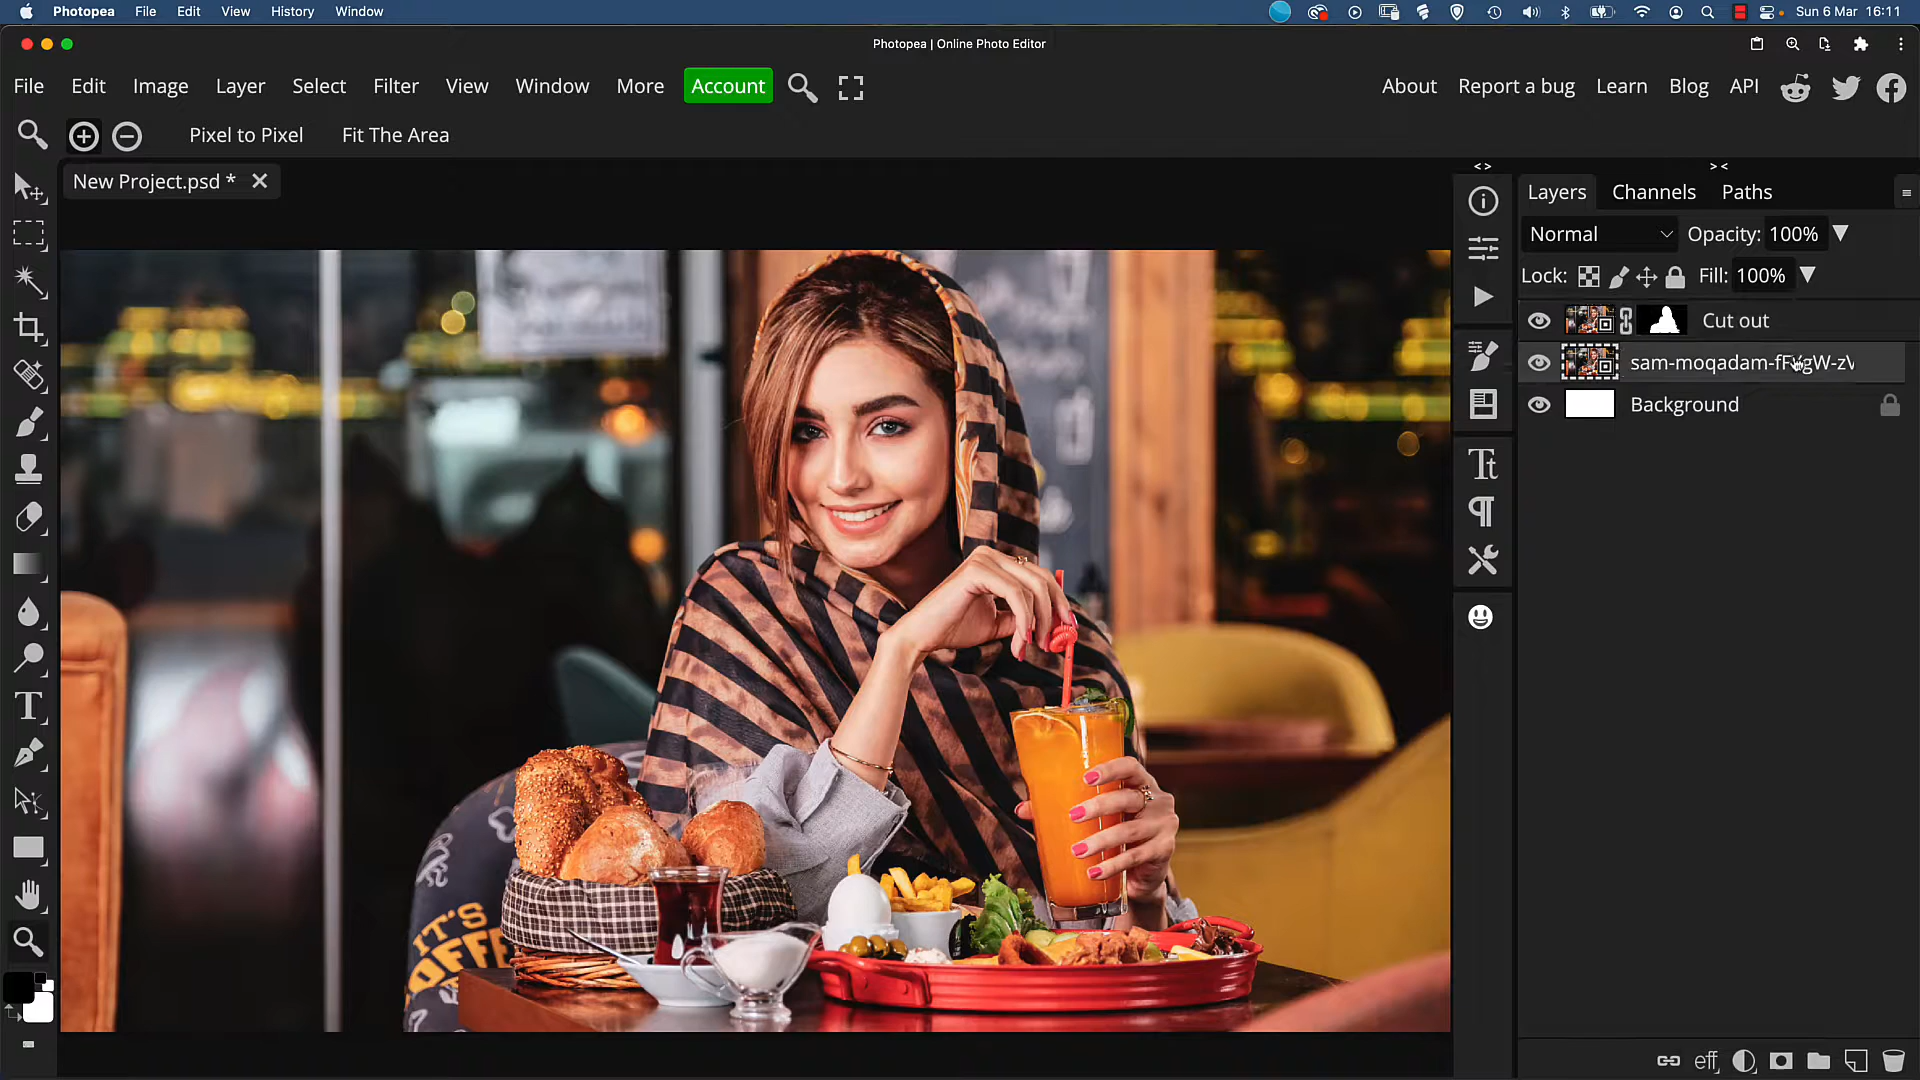 Photopea File Edit View History Window
Sun 6 Mar 16:11
Photopea | Online Photo Editor
File Edit Image Layer Select Filter View Window More Account
About Report a bug Learn Blog API
Pixel to Pixel Fit The Area
New Project.psd *
Layers Channels Paths
Normal Opacity: 100%
Lock: Fill: 100%
Cut out
Background
eff
IT'S